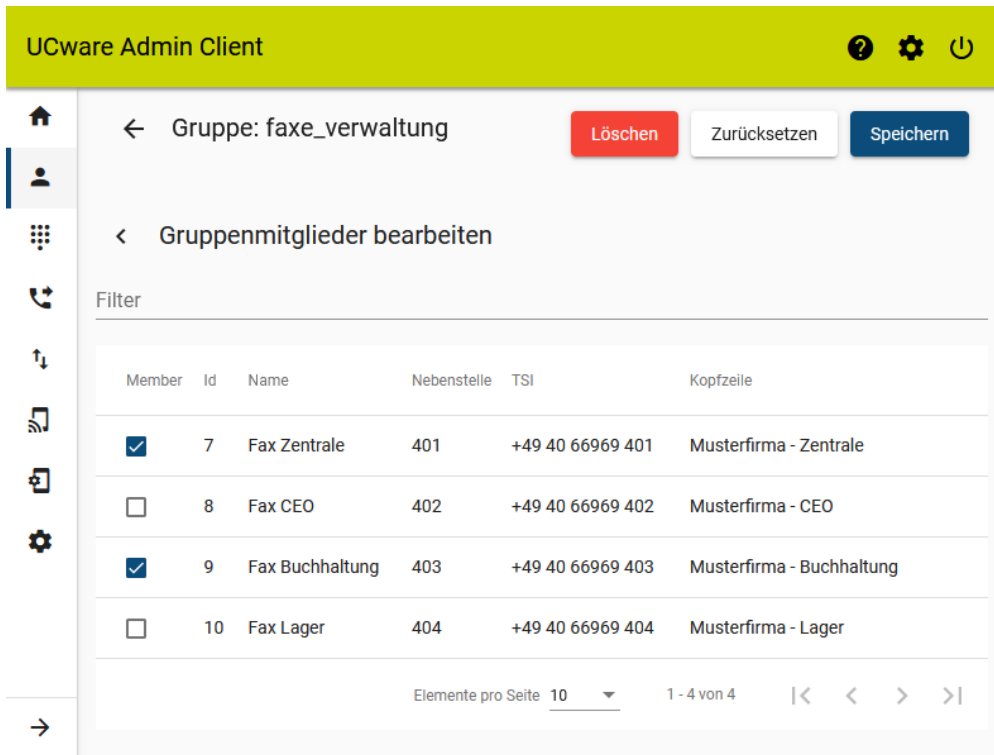 UCware Admin Client
Gruppe: faxe_verwaltung
Löschen
Zurücksetzen
Speichern
Gruppenmitglieder bearbeiten
Filter
Member Id Name Nebenstelle TSI Kopfzeile
7 Fax Zentrale 401 +49 40 66969 401 Musterfirma - Zentrale
8 Fax CEO 402 +49 40 66969 402 Musterfirma - CEO
9 Fax Buchhaltung 403 +49 40 66969 403 Musterfirma - Buchhaltung
10 Fax Lager 404 +49 40 66969 404 Musterfirma - Lager
Elemente pro Seite 10 1 - 4 von 4